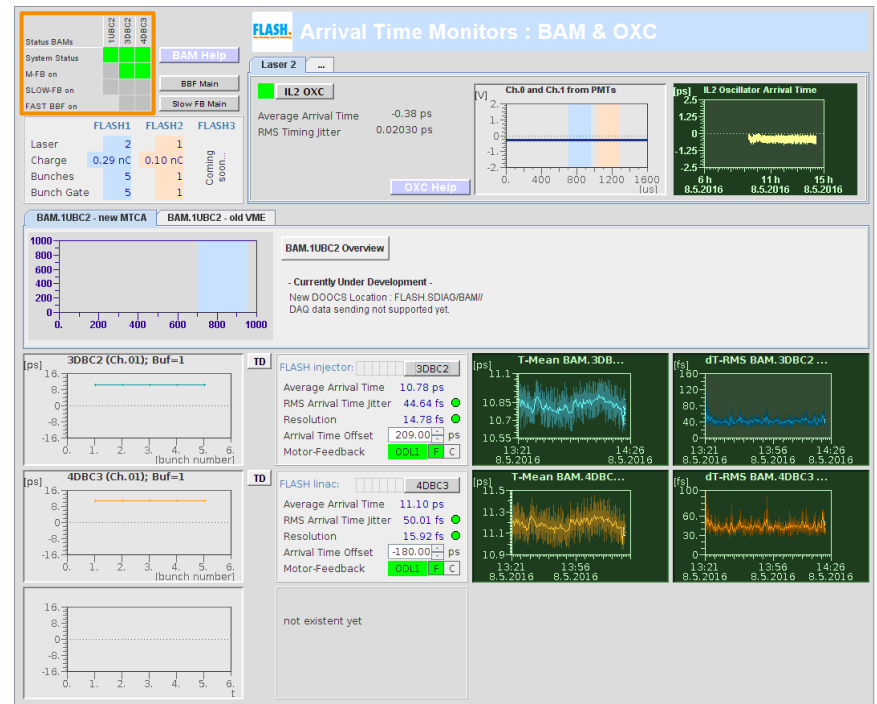 FLASH. Arrival Time Monitors : BAM & OXC
Status BAMs 1UBC2 3DBC2 4DBC3
System Status
M-FB on
SLOW-FB on
FAST BBF on
BAM Help
BBF Main
Slow FB Main
FLASH1 FLASH2 FLASH3
Laser 2 1
Charge 0.29 nC 0.10 nC
Bunches 5 1
Bunch Gate 5 1
Coming soon...
Laser 2 ...
IL2 OXC
Average Arrival Time -0.38 ps
RMS Timing Jitter 0.02030 ps
OXC Help
[V] Ch.0 and Ch.1 from PMTs
2.
1.
0
-1.
-2.
0. 400 800 1200 1600
[us]
[ps] IL2 Oscillator Arrival Time
2.5
1.25
0
-1.25
-2.5
6 h 11 h 15 h
8.5.2016 8.5.2016 8.5.2016
BAM.1UBC2 - new MTCA BAM.1UBC2 - old VME
1000
800
600
400
200
0
0. 200 400 600 800 1000
BAM.1UBC2 Overview
- Currently Under Development -
New DOOCS Location : FLASH.SDIAG/BAM//
DAQ data sending not supported yet.
[ps] 3DBC2 (Ch.01); Buf=1
16.
8.
0
-8.
-16.
0. 1. 2. 3. 4. 5. 6.
[bunch number]
TD
FLASH injector: 3DBC2
Average Arrival Time 10.78 ps
RMS Arrival Time Jitter 44.64 fs
Resolution 14.78 fs
Arrival Time Offset 209.00 ps
Motor-Feedback ODL1 F C
[ps] T-Mean BAM.3DB...
11.1
10.85
10.7
10.55
13:21 14:26
8.5.2016 8.5.2016
[fs] dT-RMS BAM.3DBC2 ...
160
120
80.
40.
0
13:21 13:56 14:26
8.5.2016 8.5.2016 8.5.2016
[ps] 4DBC3 (Ch.01); Buf=1
16.
8.
0
-8.
-16.
0. 1. 2. 3. 4. 5. 6.
[bunch number]
TD
FLASH linac: 4DBC3
Average Arrival Time 11.10 ps
RMS Arrival Time Jitter 50.01 fs
Resolution 15.92 fs
Arrival Time Offset -180.00 ps
Motor-Feedback ODL1 F C
[ps] T-Mean BAM.4DBC...
11.5
11.3
11.1
10.9
13:21 13:56 14:26
8.5.2016 8.5.2016 8.5.2016
[fs] dT-RMS BAM.4DBC3 ...
100
60.
30.
0
13:21 13:56 14:26
8.5.2016 8.5.2016 8.5.2016
16.
8.
0
-8.
-16.
0. 1. 2. 3. 4. 5. 6.
t
not existent yet